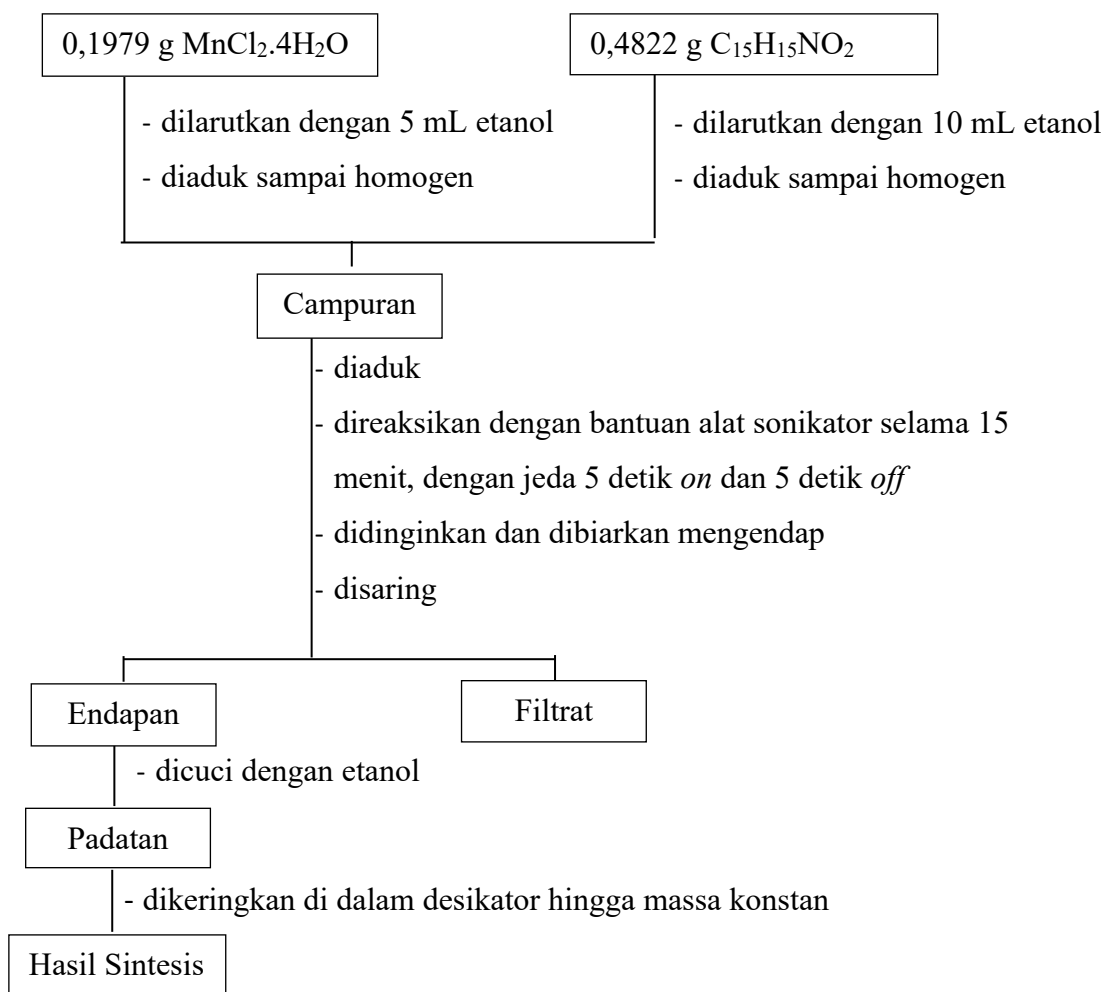 0,1979 g MnCl₂.4H₂O
0,4822 g C₁₅H₁₅NO₂
- dilarutkan dengan 5 mL etanol
- diaduk sampai homogen
- dilarutkan dengan 10 mL etanol
- diaduk sampai homogen
Campuran
- diaduk
- direaksikan dengan bantuan alat sonikator selama 15
menit, dengan jeda 5 detik on dan 5 detik off
- didinginkan dan dibiarkan mengendap
- disaring
Endapan
Filtrat
- dicuci dengan etanol
Padatan
- dikeringkan di dalam desikator hingga massa konstan
Hasil Sintesis